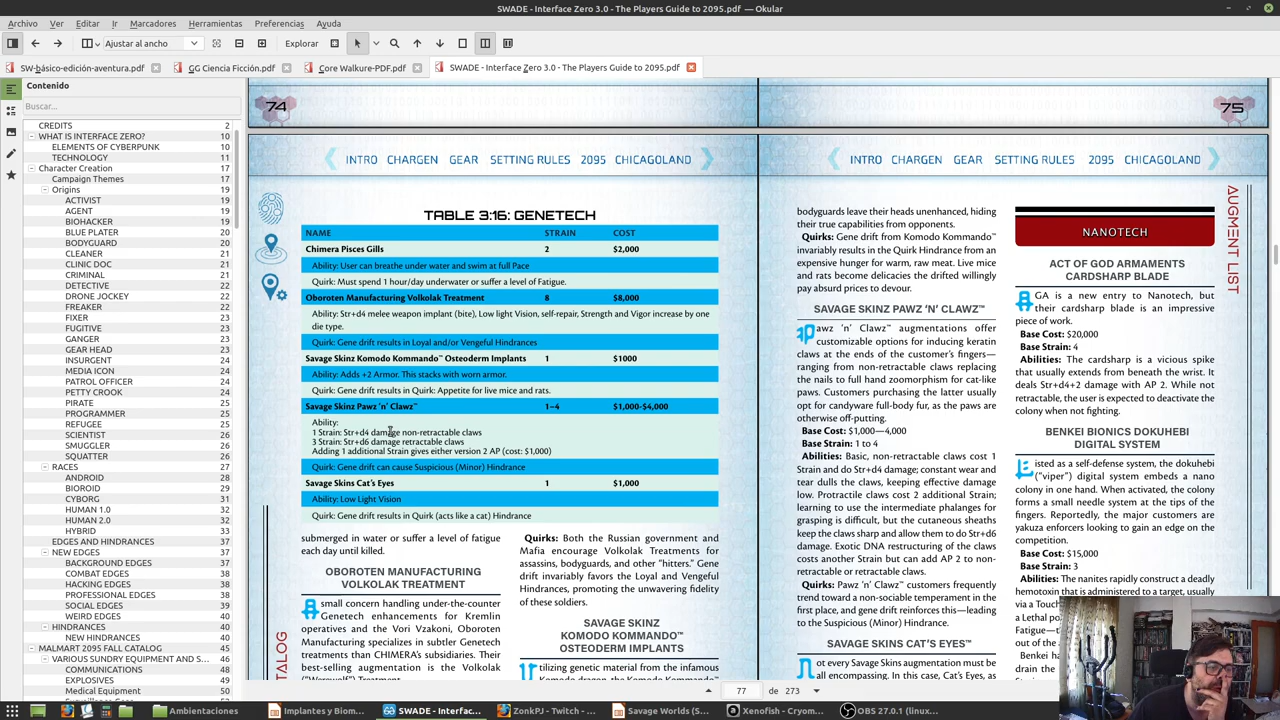 SWADE - Interface Zero 3.0 - The Players Guide to 2095.pdf — Okular
Archivo Ver Editar Ir Marcadores Herramientas Preferencias Ayuda
Ajustar al ancho Explorar
SW-básico-edición-aventura.pdf GG Ciencia Ficción.pdf Core Walkure-PDF.pdf SWADE - Interface Zero 3.0 - The Players Guide to 2095.pdf
Contenido
Buscar...
CREDITS 2
WHAT IS INTERFACE ZERO? 10
ELEMENTS OF CYBERPUNK 10
TECHNOLOGY 11
Character Creation 17
Campaign Themes 17
Origins 19
ACTIVIST 19
AGENT 19
BIOHACKER 19
BLUE PLATER 20
BODYGUARD 20
CLEANER 21
CLINIC DOC 21
CRIMINAL 21
DETECTIVE 22
DRONE JOCKEY 22
FREAKER 22
FIXER 22
FUGITIVE 22
GANGER 23
GEAR HEAD 23
INSURGENT 24
MEDIA ICON 24
PATROL OFFICER 24
PETTY CROOK 24
PIRATE 25
PROGRAMMER 25
REFUGEE 25
SCIENTIST 26
SMUGGLER 26
SQUATTER 26
RACES 27
ANDROID 28
BIOROID 29
CYBORG 31
HUMAN 1.0 32
HUMAN 2.0 32
HYBRID 33
EDGES AND HINDRANCES 37
NEW EDGES 37
BACKGROUND EDGES 37
COMBAT EDGES 38
HACKING EDGES 38
PROFESSIONAL EDGES 38
SOCIAL EDGES 39
WEIRD EDGES 40
HINDRANCES 40
NEW HINDRANCES 40
MALMART 2095 FALL CATALOG 45
VARIOUS SUNDRY EQUIPMENT AND S... 46
COMMUNICATIONS 48
EXPLOSIVES 49
Medical Equipment 50
74
75
INTRO CHARGEN GEAR SETTING RULES 2095 CHICAGOLAND
TABLE 3:16: GENETECH
NAME STRAIN COST
Chimera Pisces Gills 2 $2,000
Ability: User can breathe under water and swim at full Pace
Quirk: Must spend 1 hour/day underwater or suffer a level of Fatigue.
Oboroten Manufacturing Volkolak Treatment 8 $8,000
Ability: Str+d4 melee weapon implant (bite), Low light Vision, self-repair, Strength and Vigor increase by one
die type.
Quirk: Gene drift results in Loyal and/or Vengeful Hindrances
Savage Skinz Komodo Kommando™ Osteoderm Implants 1 $1000
Ability: Adds +2 Armor. This stacks with worn armor.
Quirk: Gene drift results in Quirk: Appetite for live mice and rats.
Savage Skinz Pawz 'n' Clawz™ 1–4 $1,000-$4,000
Ability:
1 Strain: Str+d4 damage non-retractable claws
3 Strain: Str+d6 damage retractable claws
Adding 1 additional Strain gives either version 2 AP (cost: $1,000)
Quirk: Gene drift can cause Suspicious (Minor) Hindrance
Savage Skins Cat's Eyes 1 $1,000
Ability: Low Light Vision
Quirk: Gene drift results in Quirk (acts like a cat) Hindrance
submerged in water or suffer a level of fatigue
each day until killed.
OBOROTEN MANUFACTURING
VOLKOLAK TREATMENT
A small concern handling under-the-counter
Genetech enhancements for Kremlin
operatives and the Vori Vzakoni, Oboroten
Manufacturing specializes in subtler Genetech
treatments than CHIMERA's subsidiaries. Their
best-selling augmentation is the Volkolak
("Werewolf") Treatment.
Quirks: Both the Russian government and
Mafia encourage Volkolak Treatments for
assassins, bodyguards, and other "hitters." Gene
drift invariably favors the Loyal and Vengeful
Hindrances, promoting the unwavering fidelity
of these soldiers.
SAVAGE SKINZ
KOMODO KOMMANDO™
OSTEODERM IMPLANTS
Utilizing genetic material from the infamous
Komodo dragon, the Komodo Kommando™
INTRO CHARGEN GEAR SETTING RULES 2095 CHICAGOLAND
bodyguards leave their heads unenhanced, hiding
their true capabilities from opponents.
Quirks: Gene drift from Komodo Kommando™
invariably results in the Quirk Hindrance from an
expensive hunger for warm, raw meat. Live mice
and rats become delicacies the drifted willingly
pay absurd prices to devour.
SAVAGE SKINZ PAWZ 'N' CLAWZ™
Pawz 'n' Clawz™ augmentations offer
customizable options for inducing keratin
claws at the ends of the customer's fingers—
ranging from non-retractable claws replacing
the nails to full hand zoomorphism for cat-like
paws. Customers purchasing the latter usually
opt for candyware full-body fur, as the paws are
otherwise off-putting.
Base Cost: $1,000—4,000
Base Strain: 1 to 4
Abilities: Basic, non-retractable claws cost 1
Strain and do Str+d4 damage; constant wear and
tear dulls the claws, keeping effective damage
low. Protractile claws cost 2 additional Strain;
learning to use the intermediate phalanges for
grasping is difficult, but the cutaneous sheaths
keep the claws sharp and allow them to do Str+d6
damage. Exotic DNA restructuring of the claws
costs another Strain but can add AP 2 to non-
retractable or retractable claws.
Quirks: Pawz 'n' Clawz™ customers frequently
trend toward a non-sociable temperament in the
first place, and gene drift reinforces this—leading
to the Suspicious (Minor) Hindrance.
SAVAGE SKINS CAT'S EYES™
Not every Savage Skins augmentation must be
all encompassing. In this case, Cat's Eyes, as
NANOTECH
ACT OF GOD ARMAMENTS
CARDSHARP BLADE
AGA is a new entry to Nanotech, but
their cardsharp blade is an impressive
piece of work.
Base Cost: $20,000
Base Strain: 4
Abilities: The cardsharp is a vicious spike
that usually extends from beneath the wrist. It
deals Str+d4+2 damage with AP 2. While not
retractable, the user is expected to deactivate the
colony when not fighting.
BENKEI BIONICS DOKUHEBI
DIGITAL SYSTEM
Listed as a self-defense system, the dokuhebi
("viper") digital system embeds a nano
colony in one hand. When activated, the colony
forms a small needle system at the tips of the
fingers. Reportedly, the major customers are
yakuza enforcers looking to gain an edge on the
competition.
Base Cost: $15,000
Base Strain: 3
Abilities: The nanites rapidly construct a deadly
hemotoxin that is administered to a target, usually
via a Touch
Fatigue—t
out of the
Benkei ha
drain the
AUGMENT LIST
77 de 273
Ambientaciones Implantes y Biom... SWADE - Interfac... ZonkPJ - Twitch - ... Savage Worlds (S... Xenofish — Cryom... OBS 27.0.1 (linux...